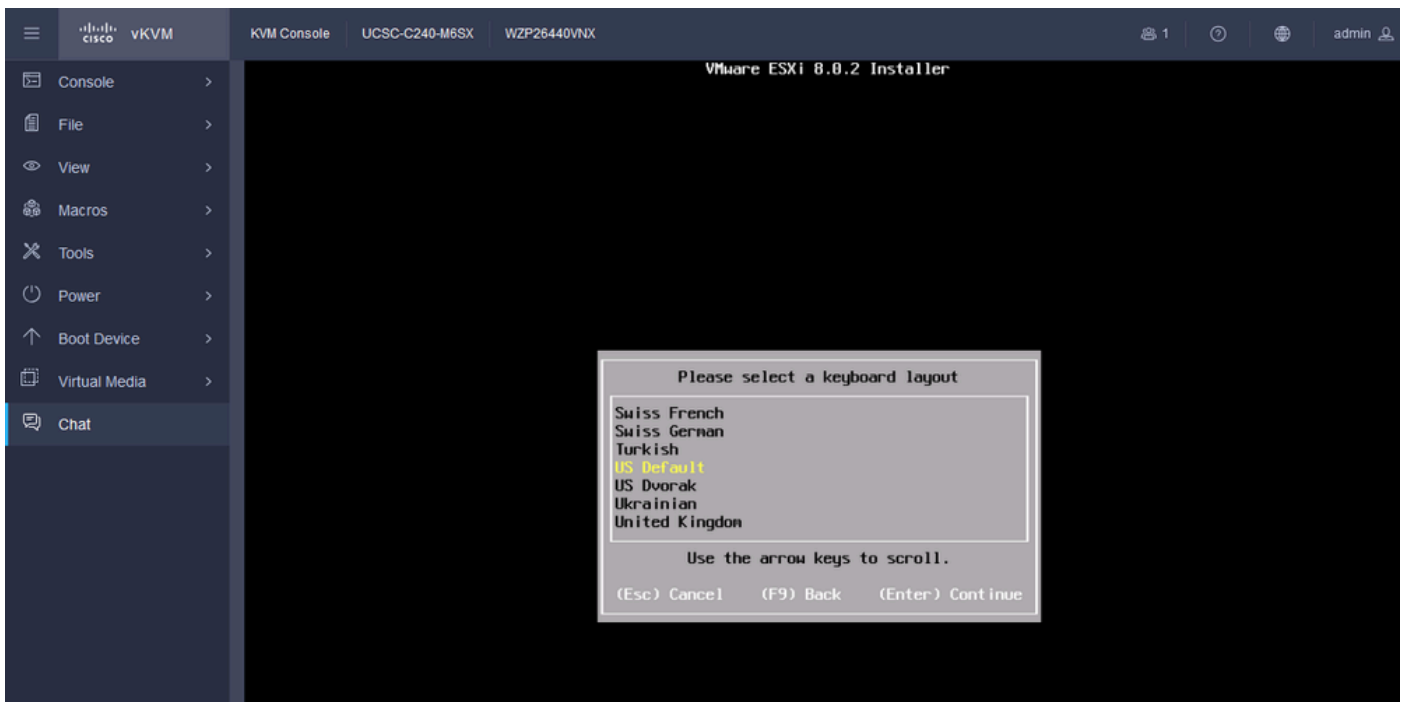 cisco vKVM KVM Console UCSC-C240-M6SX WZP26440VNX 1 admin
Console
File
View
Macros
Tools
Power
Boot Device
Virtual Media
Chat
VMware ESXi 8.0.2 Installer
Please select a keyboard layout
Swiss French
Swiss German
Turkish
US Default
US Dvorak
Ukrainian
United Kingdom
Use the arrow keys to scroll.
(Esc) Cancel (F9) Back (Enter) Continue